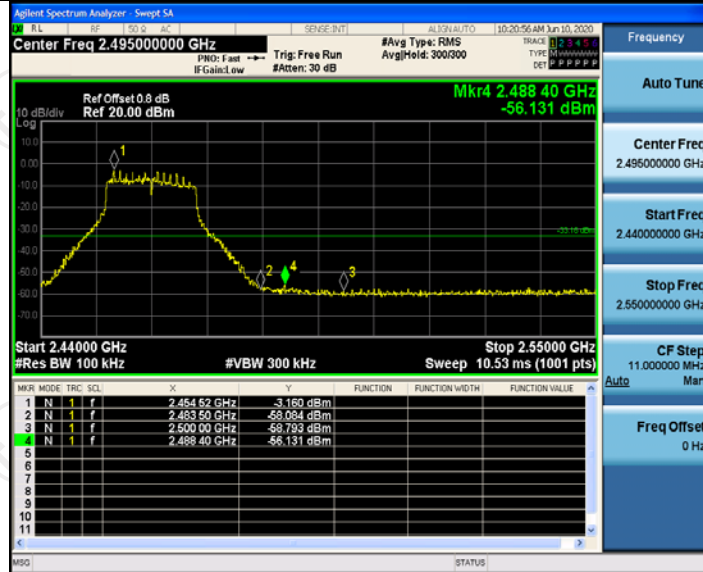 Agilent Spectrum Analyzer - Swept SA
RL RF 50 Ω AC SENSE:INT ALIGN AUTO 10:20:56 AM Jun 10, 2020
Center Freq 2.495000000 GHz
PNO: Fast
IFGain:Low
Trig: Free Run
#Atten: 30 dB
#Avg Type: RMS
Avg|Hold: 300/300
TRACE 1 2 3 4 5 6
TYPE M W W W W W
DET P P P P P P
Ref Offset 0.8 dB
10 dB/div Ref 20.00 dBm
Log
Mkr4 2.488 40 GHz
-56.131 dBm
10.0
0.00
-10.0
-20.0
-30.0
-40.0
-50.0
-60.0
-70.0
1
2
4
3
-33.16 dBm
Start 2.44000 GHz Stop 2.55000 GHz
#Res BW 100 kHz #VBW 300 kHz Sweep 10.53 ms (1001 pts)
MKR MODE TRC SCL X Y FUNCTION FUNCTION WIDTH FUNCTION VALUE
1 N 1 f 2.454 52 GHz -3.160 dBm
2 N 1 f 2.483 50 GHz -58.084 dBm
3 N 1 f 2.500 00 GHz -58.793 dBm
4 N 1 f 2.488 40 GHz -56.131 dBm
5
6
7
8
9
10
11
MSG STATUS
Frequency
Auto Tune
Center Freq
2.495000000 GHz
Start Freq
2.440000000 GHz
Stop Freq
2.550000000 GHz
CF Step
11.000000 MHz
Auto Man
Freq Offset
0 Hz